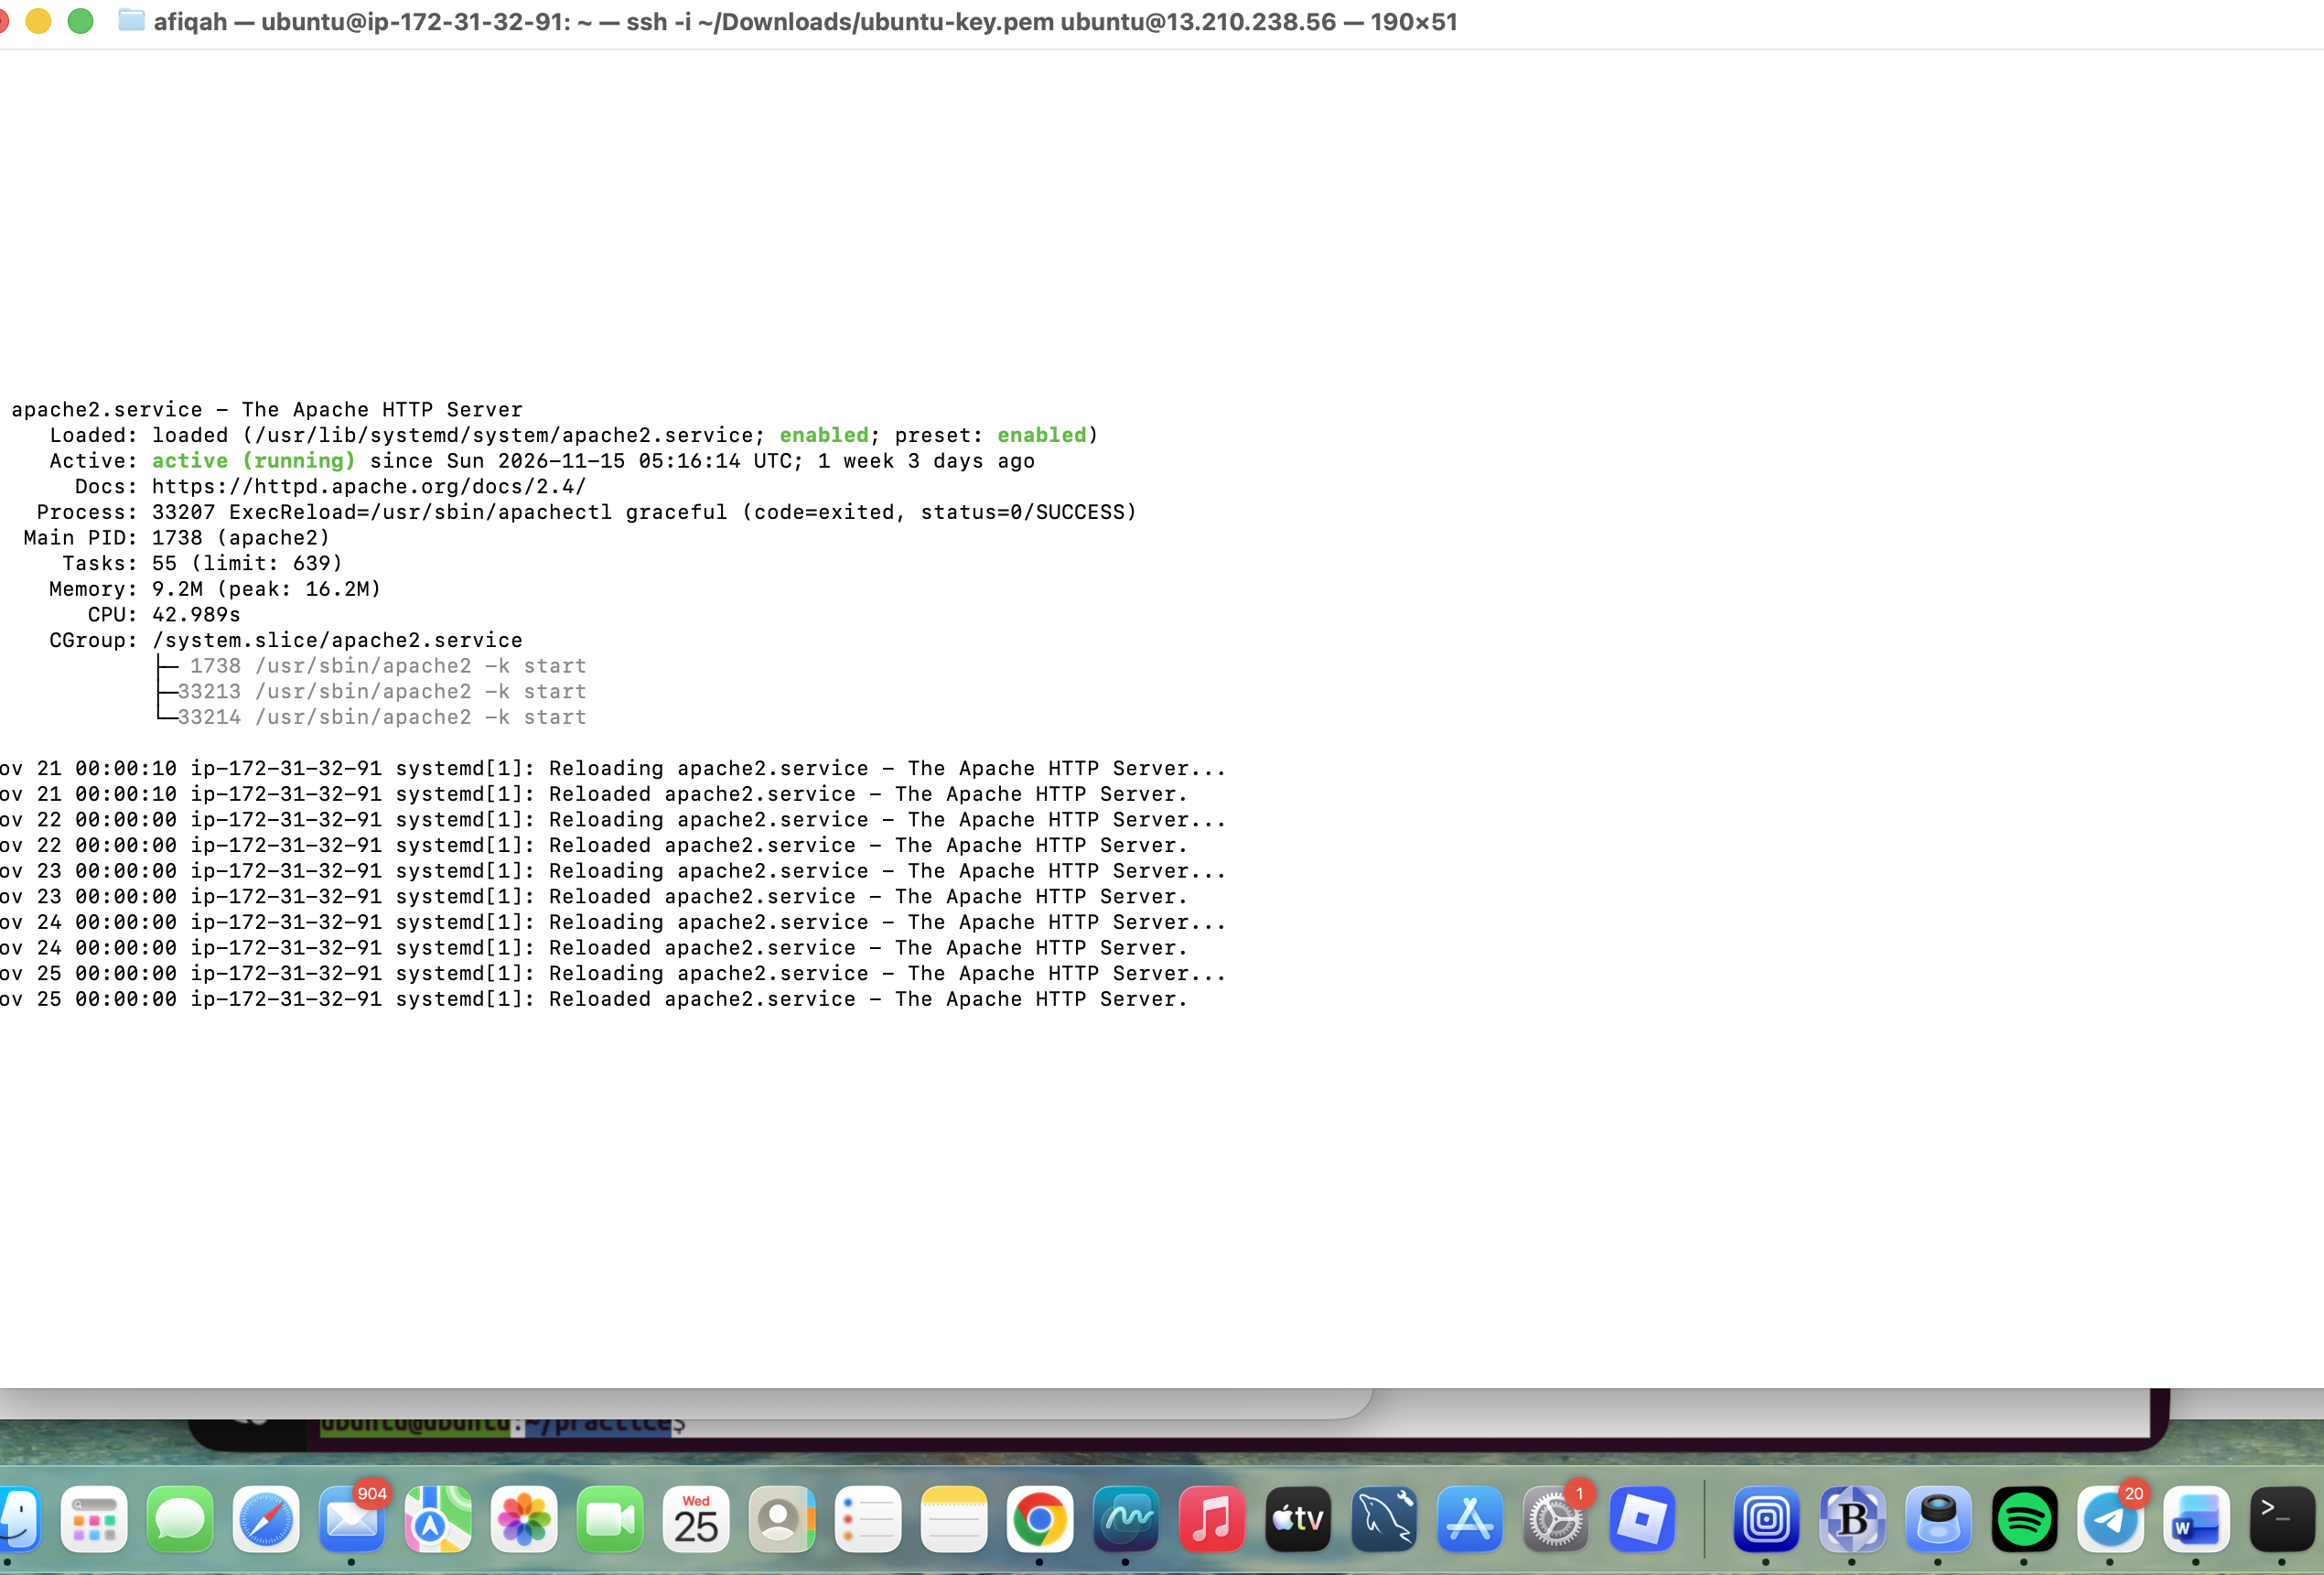 afiqah — ubuntu@ip-172-31-32-91: ~ — ssh -i ~/Downloads/ubuntu-key.pem ubuntu@13.210.238.56 — 190×51
apache2.service - The Apache HTTP Server
Loaded: loaded (/usr/lib/systemd/system/apache2.service; enabled; preset: enabled)
Active: active (running) since Sun 2026-11-15 05:16:14 UTC; 1 week 3 days ago
Docs: https://httpd.apache.org/docs/2.4/
Process: 33207 ExecReload=/usr/sbin/apachectl graceful (code=exited, status=0/SUCCESS)
Main PID: 1738 (apache2)
Tasks: 55 (limit: 639)
Memory: 9.2M (peak: 16.2M)
CPU: 42.989s
CGroup: /system.slice/apache2.service
├─ 1738 /usr/sbin/apache2 -k start
├─33213 /usr/sbin/apache2 -k start
└─33214 /usr/sbin/apache2 -k start
ov 21 00:00:10 ip-172-31-32-91 systemd[1]: Reloading apache2.service - The Apache HTTP Server...
ov 21 00:00:10 ip-172-31-32-91 systemd[1]: Reloaded apache2.service - The Apache HTTP Server.
ov 22 00:00:00 ip-172-31-32-91 systemd[1]: Reloading apache2.service - The Apache HTTP Server...
ov 22 00:00:00 ip-172-31-32-91 systemd[1]: Reloaded apache2.service - The Apache HTTP Server.
ov 23 00:00:00 ip-172-31-32-91 systemd[1]: Reloading apache2.service - The Apache HTTP Server...
ov 23 00:00:00 ip-172-31-32-91 systemd[1]: Reloaded apache2.service - The Apache HTTP Server.
ov 24 00:00:00 ip-172-31-32-91 systemd[1]: Reloading apache2.service - The Apache HTTP Server...
ov 24 00:00:00 ip-172-31-32-91 systemd[1]: Reloaded apache2.service - The Apache HTTP Server.
ov 25 00:00:00 ip-172-31-32-91 systemd[1]: Reloading apache2.service - The Apache HTTP Server...
ov 25 00:00:00 ip-172-31-32-91 systemd[1]: Reloaded apache2.service - The Apache HTTP Server.
ubuntu@ubuntu:~/practice$
904
Wed
25
tv
1
B
20
W
>_